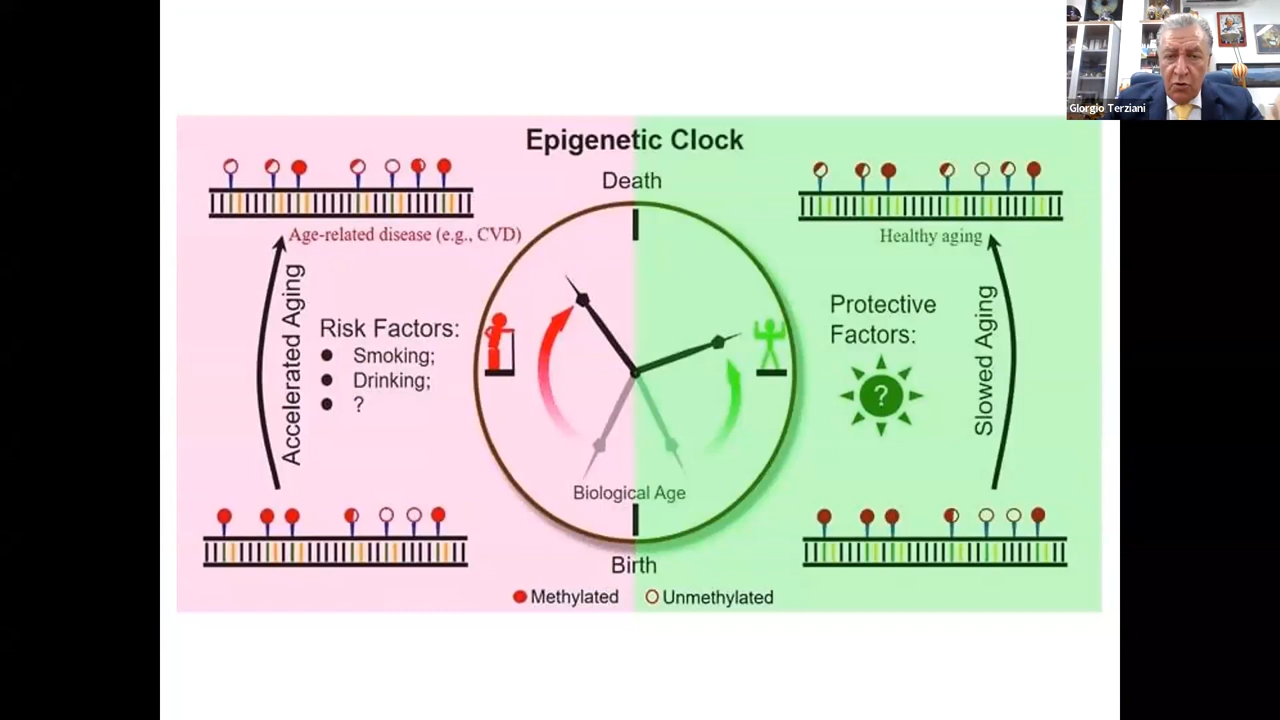 Giorgio Terziani
Epigenetic Clock
Death
Age-related disease (e.g., CVD)
Healthy aging
Accelerated Aging
Risk Factors:
Smoking;
Drinking;
?
Protective
Factors:
?
Slowed Aging
Biological Age
Birth
Methylated
Unmethylated